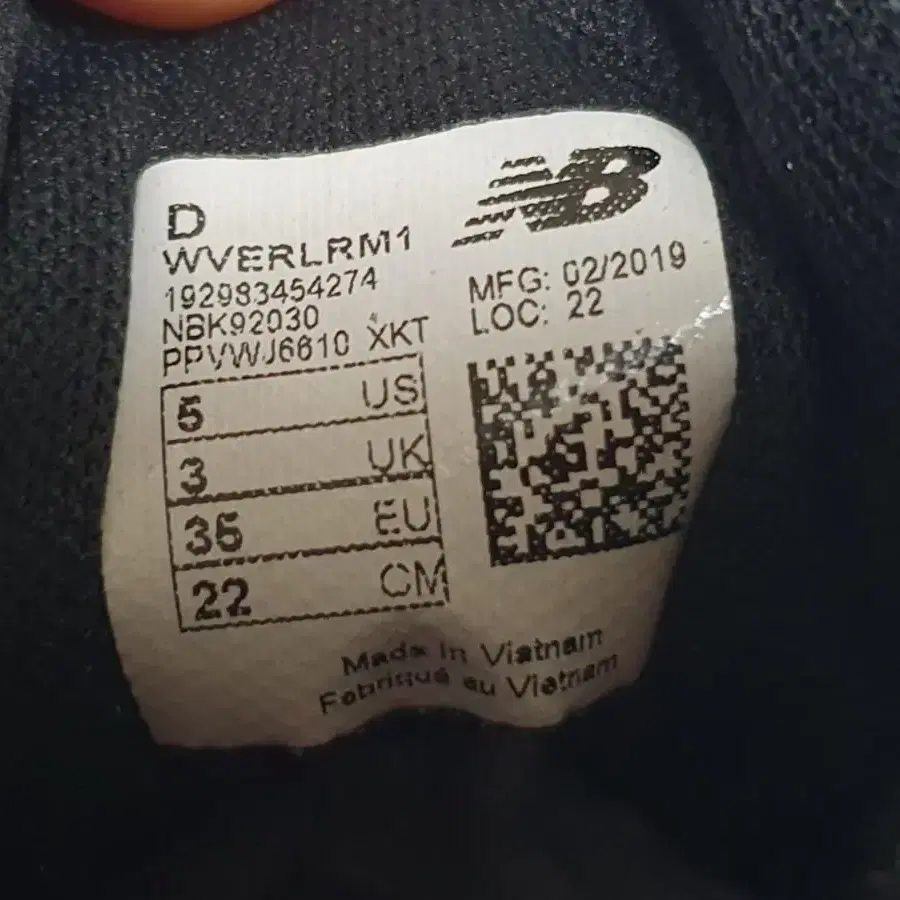 D
WVERLRM1
192983454274
NBK92030
PPVWJ6610 XKT
5 US
3 UK
35 EU
22 CM
NB
MFG: 02/2019
LOC: 22
Made in Vietnam
Fabriqué au Vietnam